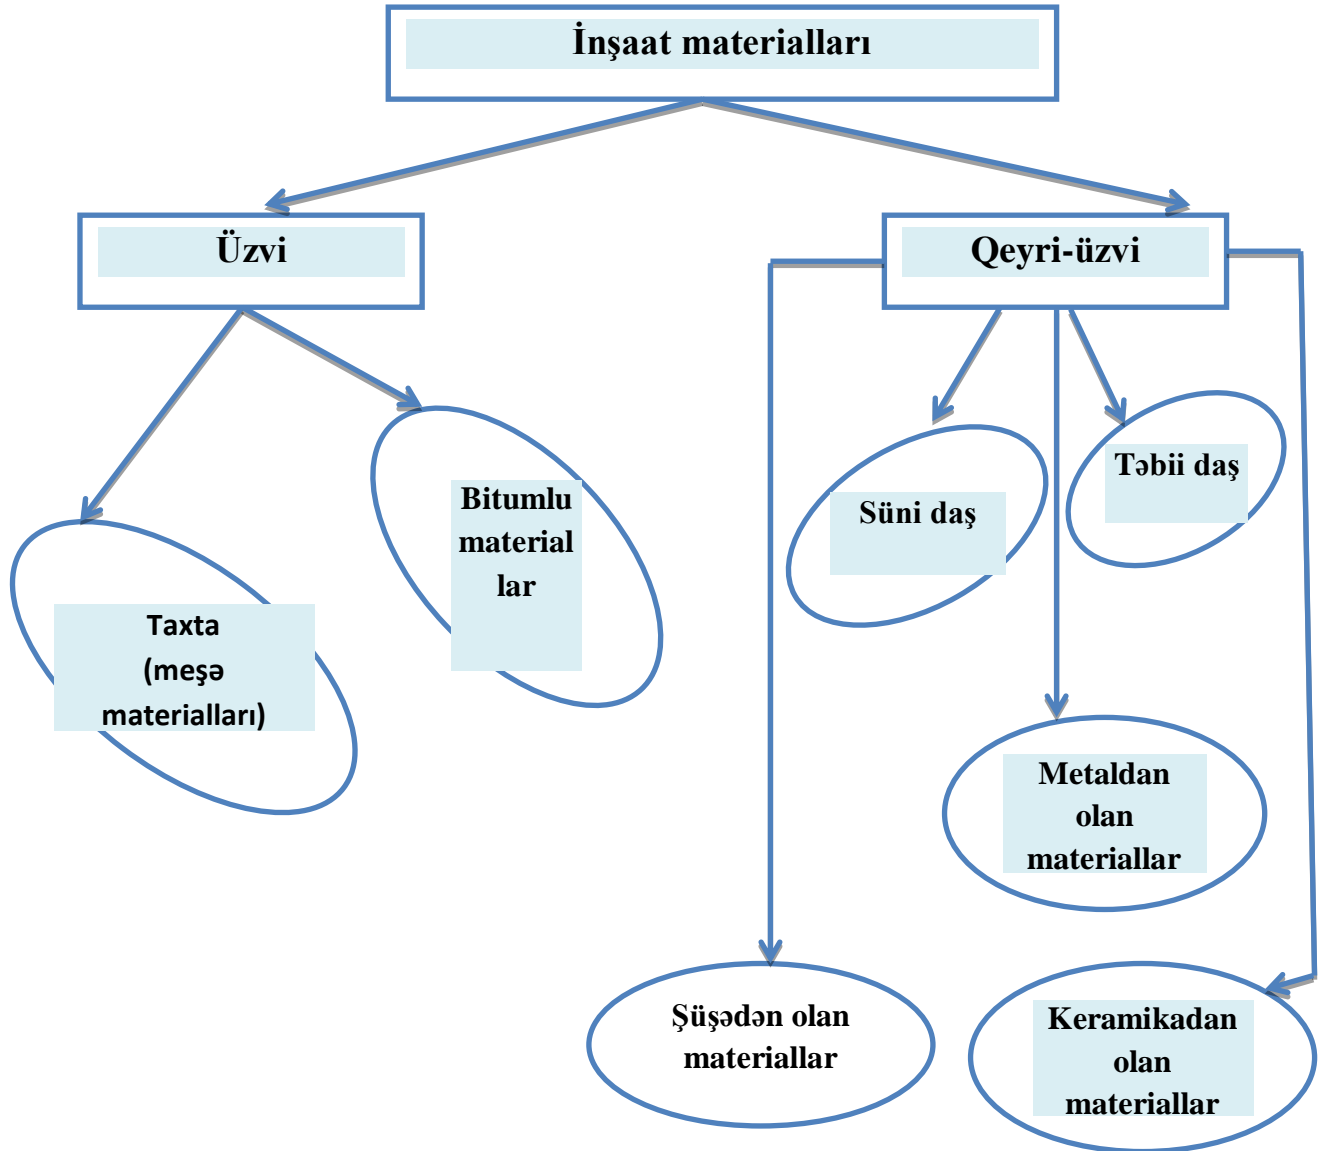 İnşaat materialları
Üzvi
Qeyri-üzvi
Təbii daş
Süni daş
Bitumlu
material
lar
Taxta
(meşə
materialları)
Metaldan
olan
materiallar
Şüşədən olan
materiallar
Keramikadan
olan
materiallar